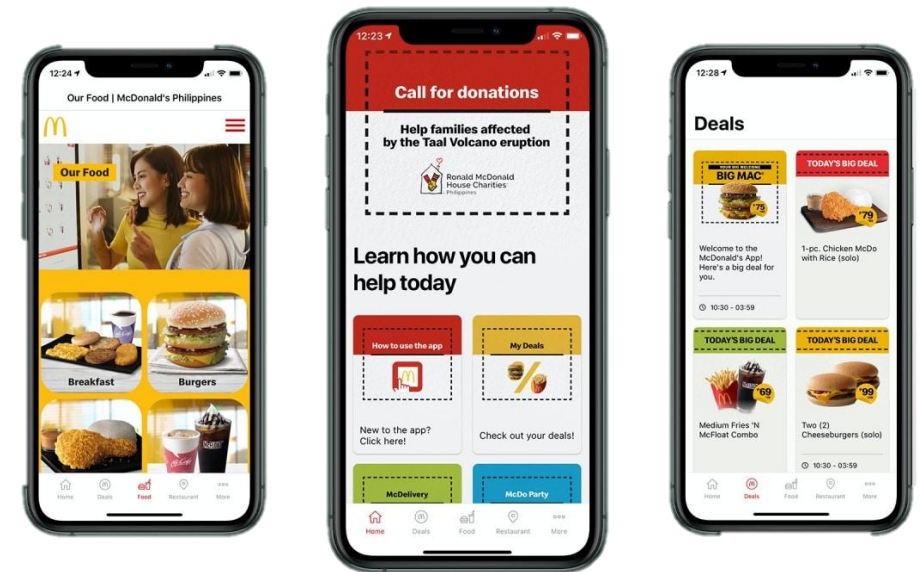 12:24
Our Food | McDonald's Philippines
Our Food
Breakfast
Burgers
Home
Deals
Food
Restaurant
More
12:23
Call for donations
Help families affected
by the Taal Volcano eruption
Ronald McDonald
House Charities
Philippines
Learn how you can
help today
How to use the app
My Deals
New to the app?
Click here!
Check out your deals!
McDelivery
McDo Party
Home
Deals
Food
Restaurant
More
12:28
Deals
BIG MAC
75
Welcome to the
McDonald's App!
Here's a big deal for
you.
10:30 - 03:59
TODAY'S BIG DEAL
79
1-pc. Chicken McDo
with Rice (solo)
TODAY'S BIG DEAL
69
Medium Fries 'N
McFloat Combo
TODAY'S BIG DEAL
99
Two (2)
Cheeseburgers (solo)
10:30 - 03:59
Home
Deals
Food
Restaurant
More